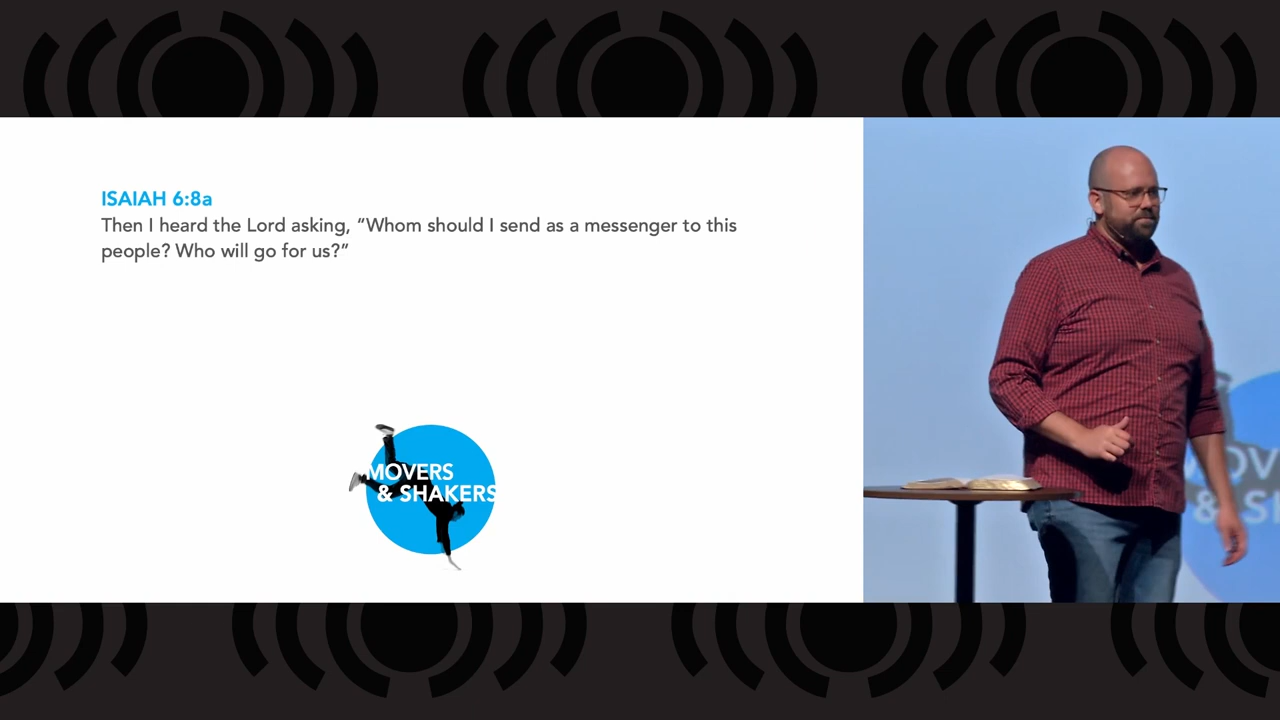 ISAIAH 6:8a
Then I heard the Lord asking, “Whom should I send as a messenger to this
people? Who will go for us?”
MOVERS
& SHAKERS
OV
& S